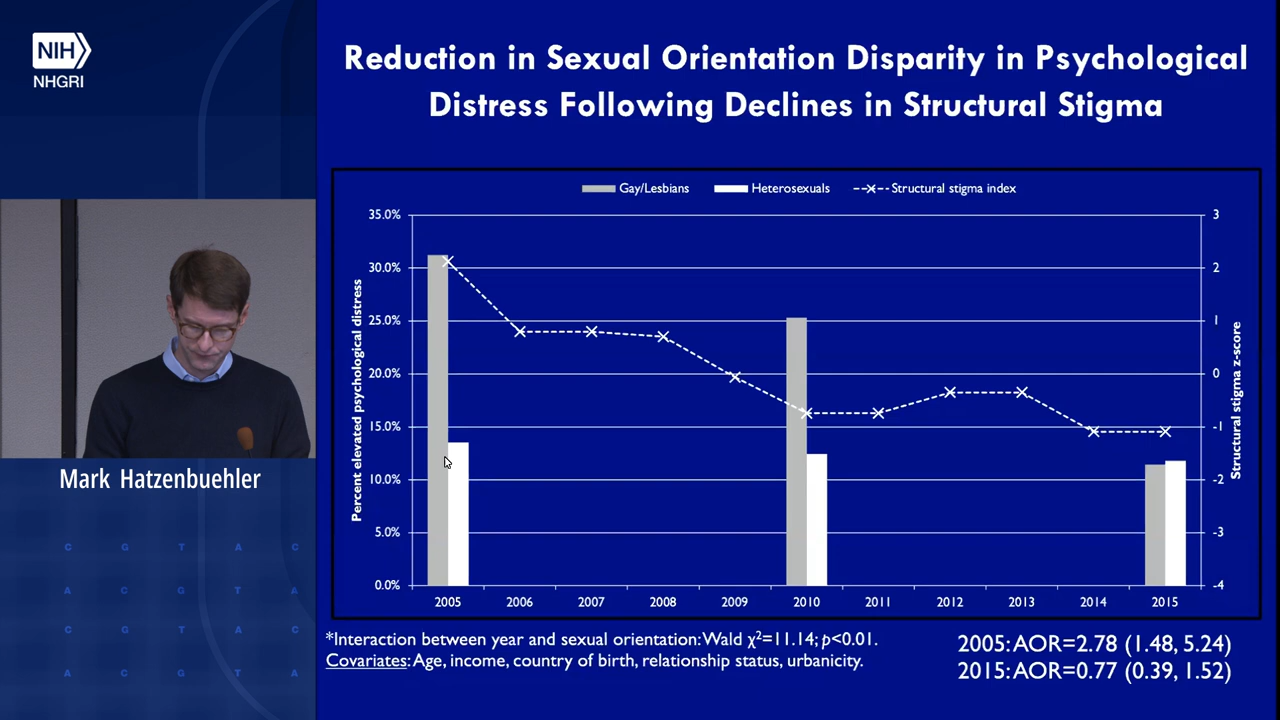 NIH
NHGRI
Reduction in Sexual Orientation Disparity in Psychological
Distress Following Declines in Structural Stigma
Gay/Lesbians
Heterosexuals
Structural stigma index
35.0%
30.0%
25.0%
20.0%
15.0%
10.0%
5.0%
0.0%
Percent elevated psychological distress
3
2
1
0
-1
-2
-3
-4
Structural stigma z-score
2005 2006 2007 2008 2009 2010 2011 2012 2013 2014 2015
*Interaction between year and sexual orientation: Wald χ²=11.14; p<0.01.
Covariates: Age, income, country of birth, relationship status, urbanicity.
2005: AOR=2.78 (1.48, 5.24)
2015: AOR=0.77 (0.39, 1.52)
Mark Hatzenbuehler
C G T A C
A C G T A
C G T A C
A C G T A